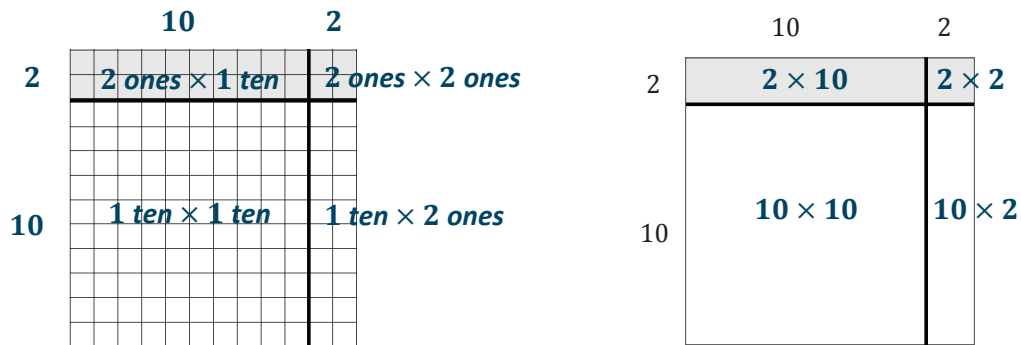 10 2
2 2 ones × 1 ten 2 ones × 2 ones
10 1 ten × 1 ten 1 ten × 2 ones
10 2
2 2 × 10 2 × 2
10 10 × 10 10 × 2